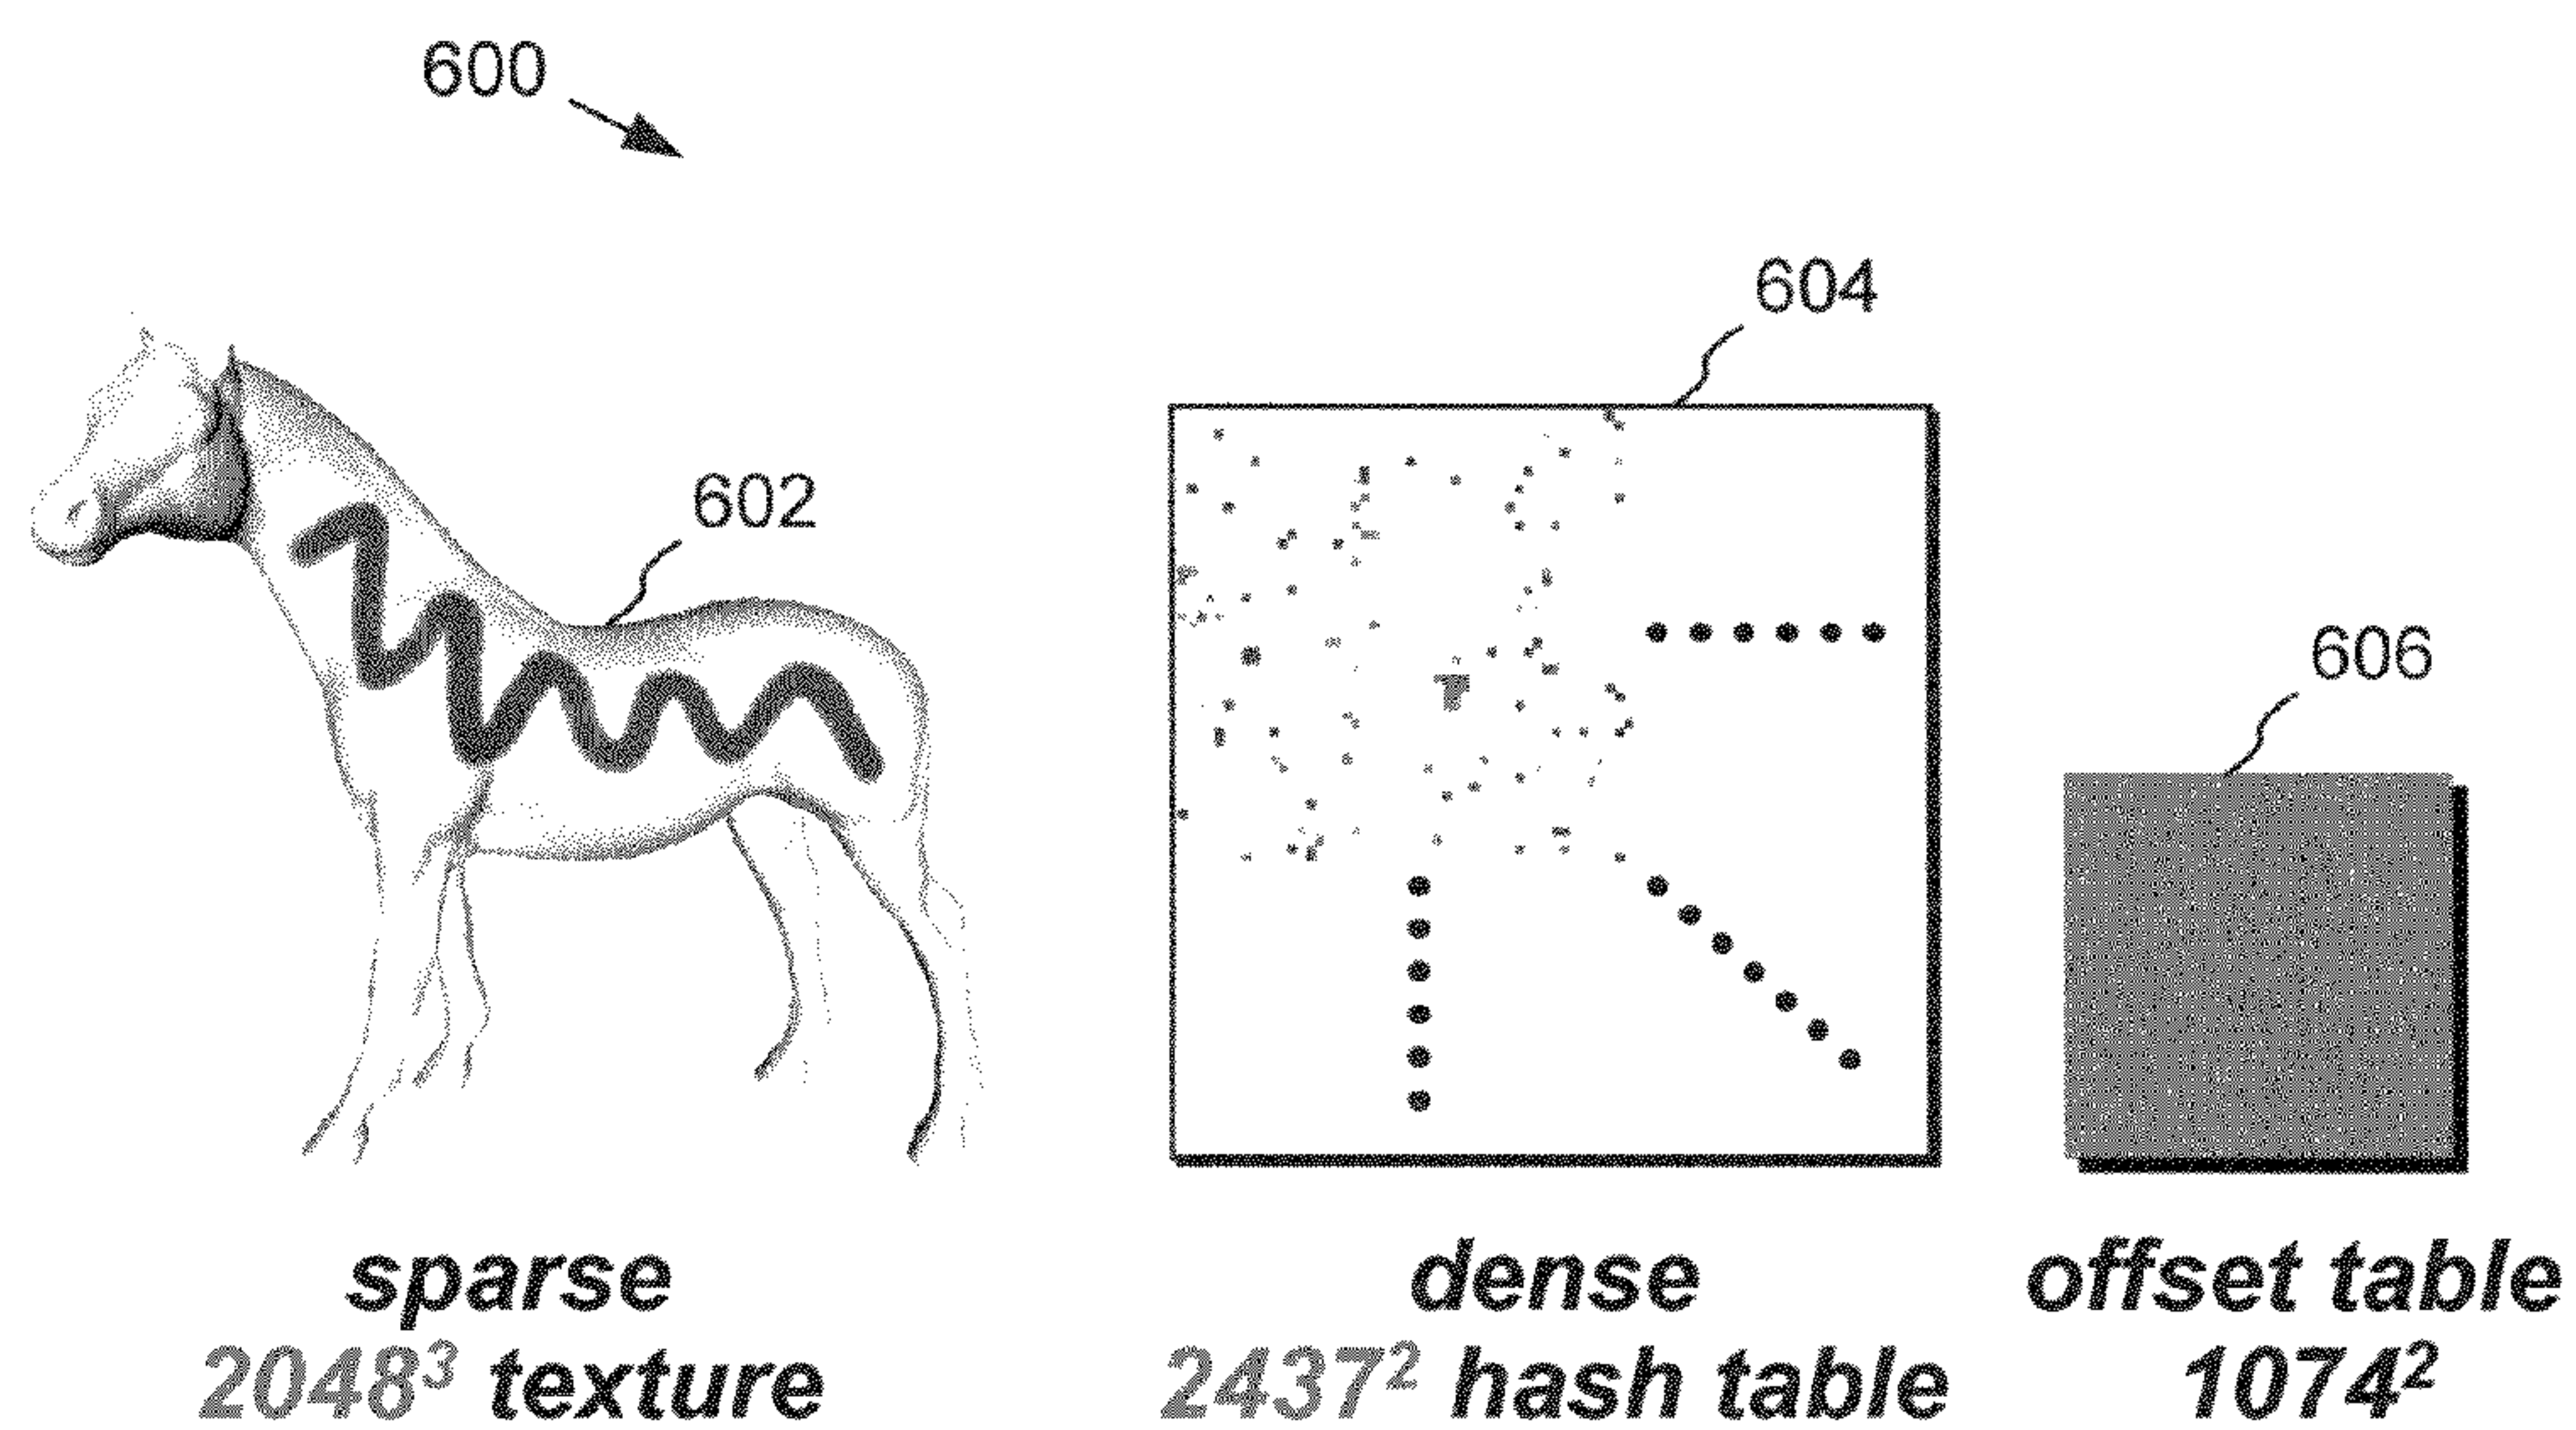 600
602
604
606
sparse
2048³ texture
dense
2437² hash table
offset table
1074²